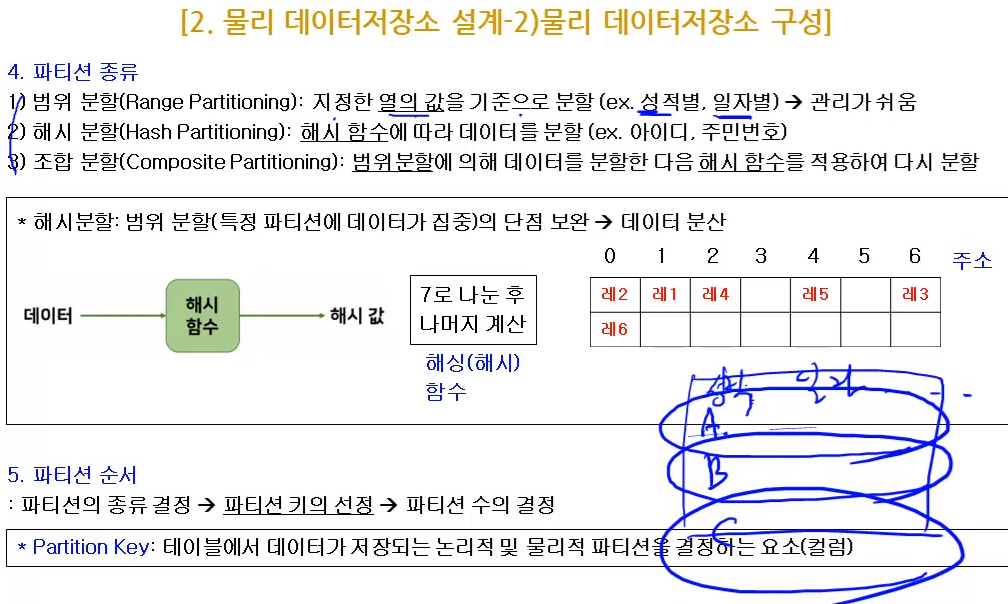 [2. 물리 데이터저장소 설계-2)물리 데이터저장소 구성]
4. 파티션 종류
1) 범위 분할(Range Partitioning): 지정한 열의 값을 기준으로 분할 (ex. 성적별, 일자별) → 관리가 쉬움
2) 해시 분할(Hash Partitioning): 해시 함수에 따라 데이터를 분할 (ex. 아이디, 주민번호)
3) 조합 분할(Composite Partitioning): 범위분할에 의해 데이터를 분할한 다음 해시 함수를 적용하여 다시 분할
* 해시분할: 범위 분할(특정 파티션에 데이터가 집중)의 단점 보완 → 데이터 분산
0 1 2 3 4 5 6 주소
레2 레1 레4 레5 레3
레6
데이터 해시 함수 해시 값
7로 나눈 후
나머지 계산
해싱(해시)
함수
성적 일자
A
B
C
5. 파티션 순서
: 파티션의 종류 결정 → 파티션 키의 선정 → 파티션 수의 결정
* Partition Key: 테이블에서 데이터가 저장되는 논리적 및 물리적 파티션을 결정하는 요소(컬럼)